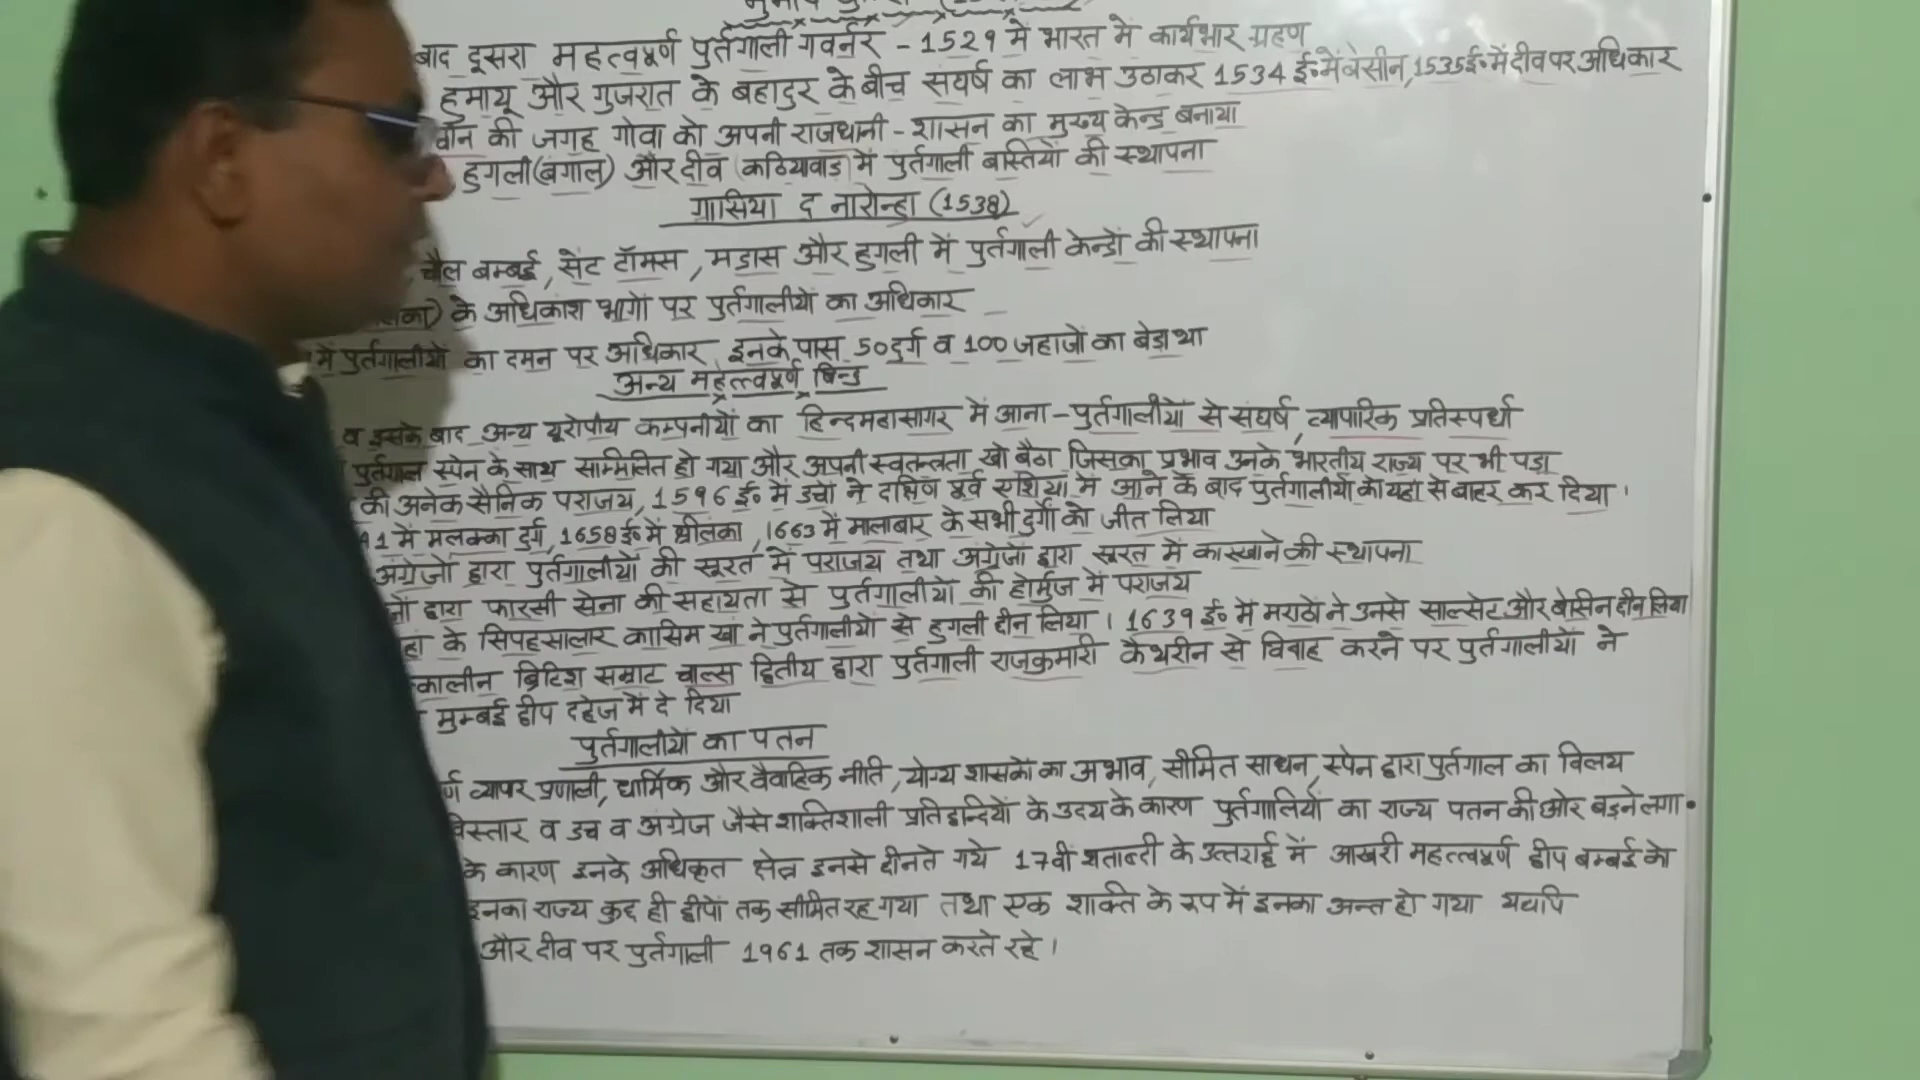 बाद दूसरा महत्वपूर्ण पुर्तगाली गवर्नर - 1529 में भारत में कार्यभार ग्रहण
हुमायू और गुजरात के बहादुर के बीच संघर्ष का लाभ उठाकर 1534 ई॰ में बेसीन, 1535 ई॰ में दीव पर अधिकार
की जगह गोवा को अपनी राजधानी - शासन का मुख्य केन्द्र बनाया
हुगली (बंगाल) और दीव (कठियावाड़) में पुर्तगाली बस्तियों की स्थापना
गार्सिया द नारोन्हा (1538)
चौल बम्बई, सेंट टॉमस, मद्रास और हुगली में पुर्तगाली केन्द्रों की स्थापना
के अधिकांश भागों पर पुर्तगालीयों का अधिकार
में पुर्तगालीयों का दमन पर अधिकार, इनके पास 50 दुर्ग व 100 जहाजों का बेड़ा था
अन्य महत्त्वपूर्ण बिन्दु
व इसके बाद अन्य यूरोपीय कम्पनीयों का हिन्दमहासागर में आना - पुर्तगालीयों से संघर्ष, व्यापारिक प्रतिस्पर्धा
पुर्तगाल स्पेन के साथ सम्मिलित हो गया और अपनी स्वतन्त्रता खो बैठा जिसका प्रभाव उनके भारतीय राज्य पर भी पड़ा
की अनेक सैनिक पराजय, 1596 ई॰ में डचों ने दक्षिण पूर्व एशिया में आने के बाद पुर्तगालीयों को यहां से बाहर कर दिया ।
41 में मलक्का दुर्ग, 1658 ई॰ में श्रीलंका, 1663 में मालाबार के सभी दुर्गों को जीत लिया
अंग्रेजों द्वारा पुर्तगालीयों की सूरत में पराजय तथा अंग्रेजों द्वारा सूरत में कारखाने की स्थापना
द्वारा फारसी सेना की सहायता से पुर्तगालीयों की होर्मुज में पराजय
के सिपहसालार कासिम खां ने पुर्तगालीयों से हुगली छीन लिया । 1639 ई॰ में मराठों ने उनसे साल्सेट और बेसिन छीन लिया
कालीन ब्रिटिश सम्राट चाल्स द्वितीय द्वारा पुर्तगाली राजकुमारी कैथरीन से विवाह करने पर पुर्तगालीयों ने
मुम्बई द्वीप दहेज में दे दिया
पुर्तगालीयों का पतन
र्ण व्यापर प्रणाली, धार्मिक और वैवाहिक नीति, योग्य शासकों का अभाव, सीमित साधन, स्पेन द्वारा पुर्तगाल का विलय
विस्तार व डच व अंग्रेज जैसे शक्तिशाली प्रतिद्वन्दियों के उदय के कारण पुर्तगालियों का राज्य पतन की ओर बड़ने लगा
के कारण इनके अधिकृत क्षेत्र इनसे छीनते गये 17वी शताब्दी के उत्तरार्द्ध में आखरी महत्त्वपूर्ण द्वीप बम्बई को
इनका राज्य कुछ ही द्वीपों तक सीमित रह गया तथा एक शक्ति के रूप में इनका अन्त हो गया यद्यपि
और दीव पर पुर्तगाली 1961 तक शासन करते रहे ।